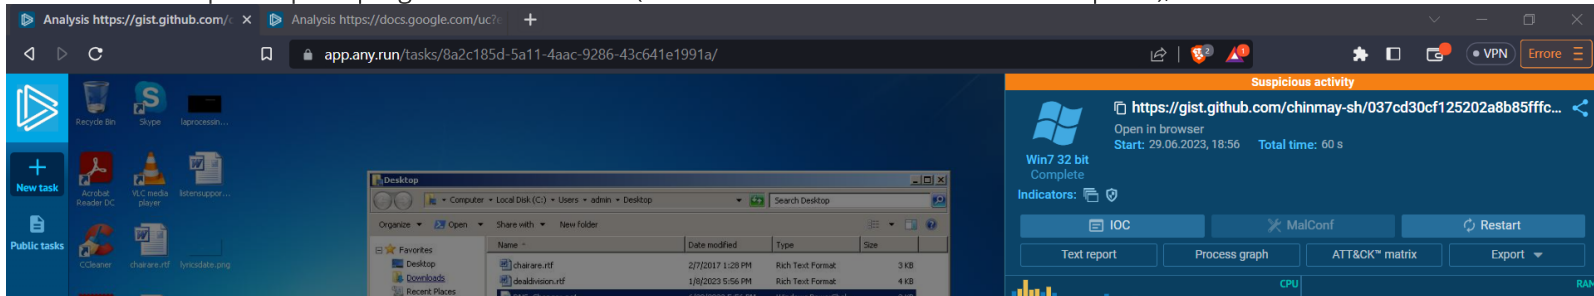 Analysis https://gist.github.com/c
Analysis https://docs.google.com/uc?e
app.any.run/tasks/8a2c185d-5a11-4aac-9286-43c641e1991a/
VPN
Errore
New task
Public tasks
Recycle Bin
Skype
laprocessin...
Acrobat Reader DC
VLC media player
listensuppor...
CCleaner
chairare.rtf
lyricsdate.png
Desktop
Computer
Local Disk (C:)
Users
admin
Desktop
Search Desktop
Organize
Open
Share with
New folder
Favorites
Desktop
Downloads
Recent Places
Name
Date modified
Type
Size
chairare.rtf
2/7/2017 1:28 PM
Rich Text Format
3 KB
dealdivision.rtf
1/8/2023 5:56 PM
Rich Text Format
4 KB
Suspicious activity
https://gist.github.com/chinmay-sh/037cd30cf125202a8b85fffc...
Open in browser
Start: 29.06.2023, 18:56 Total time: 60 s
Win7 32 bit
Complete
Indicators:
IOC
MalConf
Restart
Text report
Process graph
ATT&CK™ matrix
Export
CPU
RAM